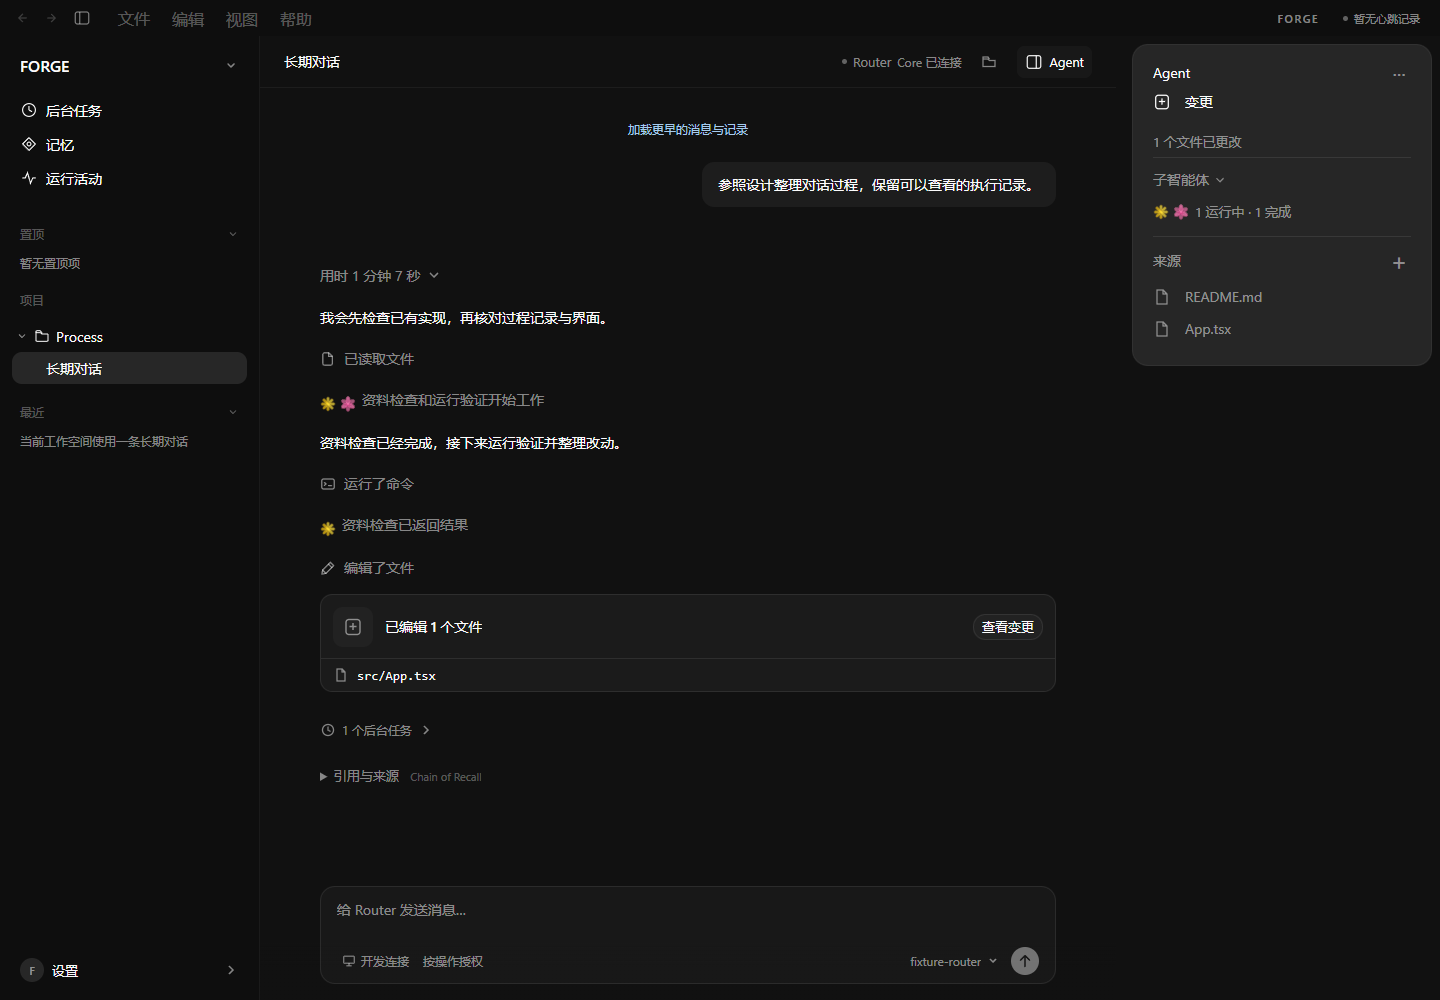 文件 编辑 视图 帮助
FORGE 暂无心跳记录
FORGE
后台任务
记忆
运行活动
置顶
暂无置顶项
项目
Process
长期对话
最近
当前工作空间使用一条长期对话
F 设置
长期对话
Router Core 已连接
Agent
加载更早的消息与记录
参照设计整理对话过程，保留可以查看的执行记录。
用时 1 分钟 7 秒
我会先检查已有实现，再核对过程记录与界面。
已读取文件
资料检查和运行验证开始工作
资料检查已经完成，接下来运行验证并整理改动。
运行了命令
资料检查已返回结果
编辑了文件
已编辑 1 个文件
查看变更
src/App.tsx
1 个后台任务
引用与来源 Chain of Recall
给 Router 发送消息...
开发连接 按操作授权
fixture-router
Agent
变更
1 个文件已更改
子智能体
1 运行中 · 1 完成
来源
README.md
App.tsx